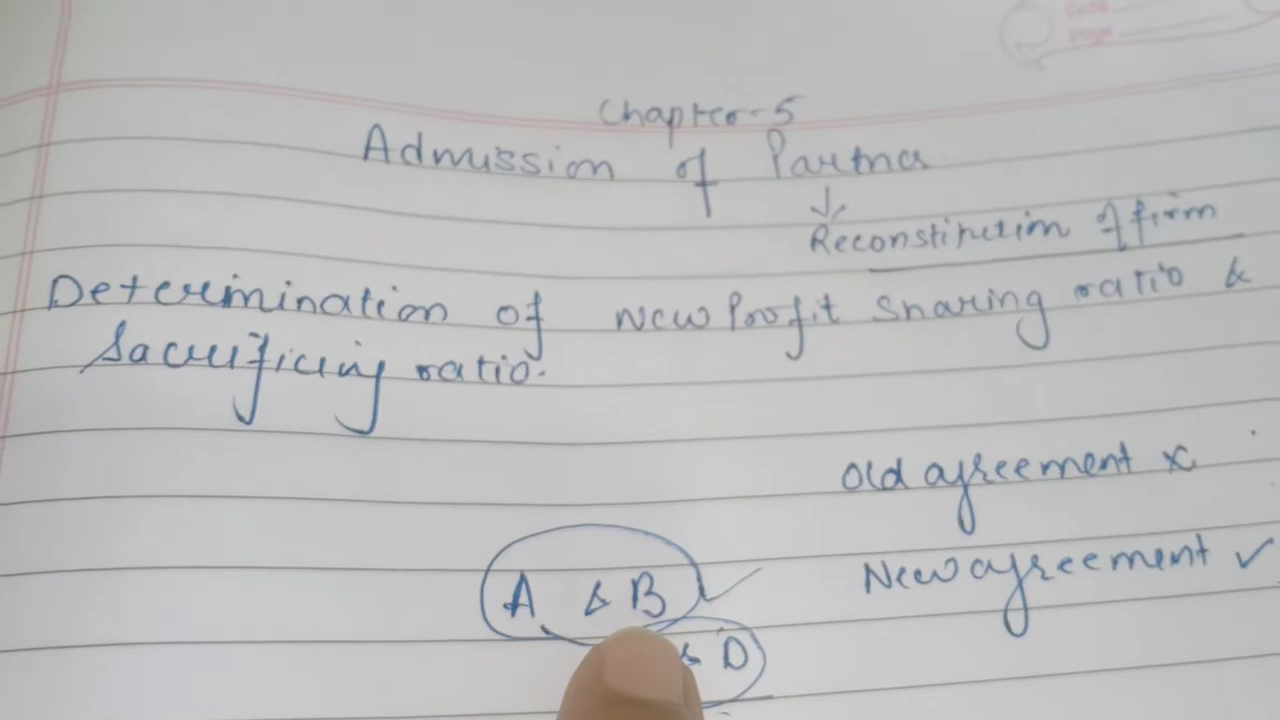 Chapter-5
Admission of Partner
↓
Reconstitution of firm
Determination of New Profit Sharing ratio &
Sacrificing ratio.
Old agreement ×
New agreement ✓
A & B ✓
& D